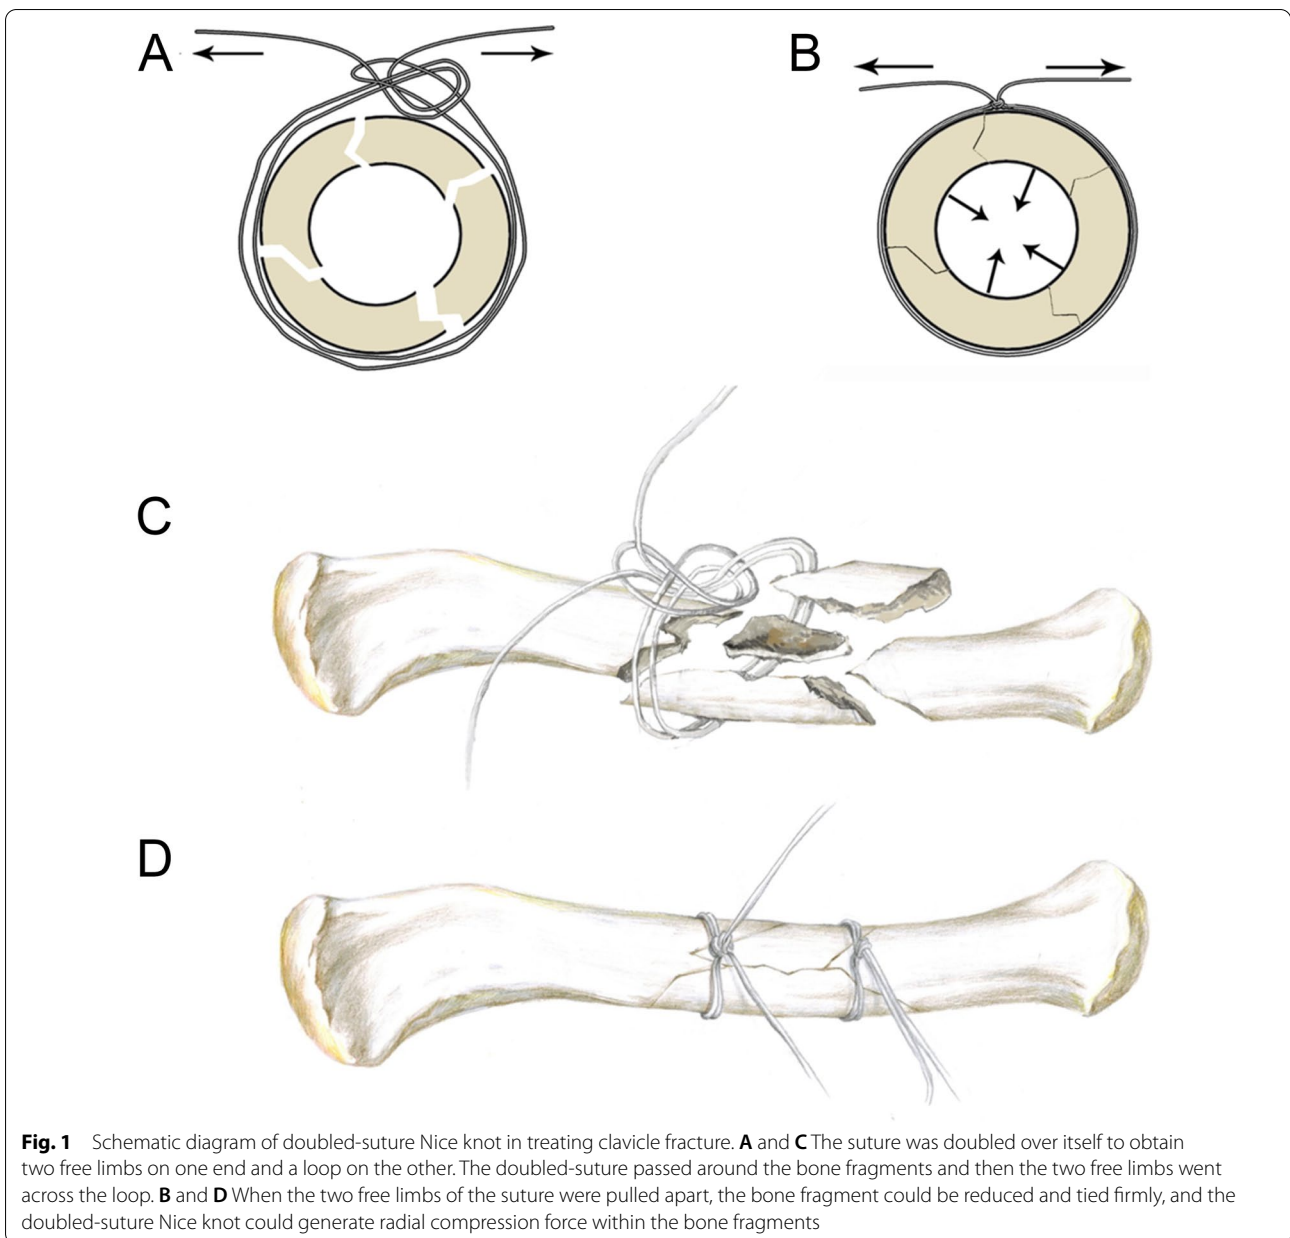 A
B
C
D
Fig. 1 Schematic diagram of doubled-suture Nice knot in treating clavicle fracture. A and C The suture was doubled over itself to obtain
two free limbs on one end and a loop on the other. The doubled-suture passed around the bone fragments and then the two free limbs went
across the loop. B and D When the two free limbs of the suture were pulled apart, the bone fragment could be reduced and tied firmly, and the
doubled-suture Nice knot could generate radial compression force within the bone fragments